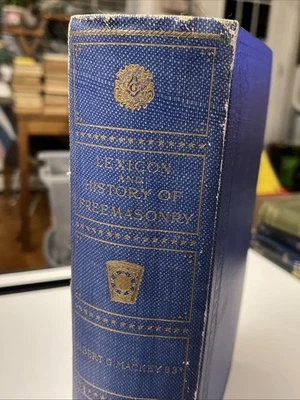 G
LEXICON
AND
HISTORY OF
FREEMASONRY
ALBERT G. MACKEY 33°